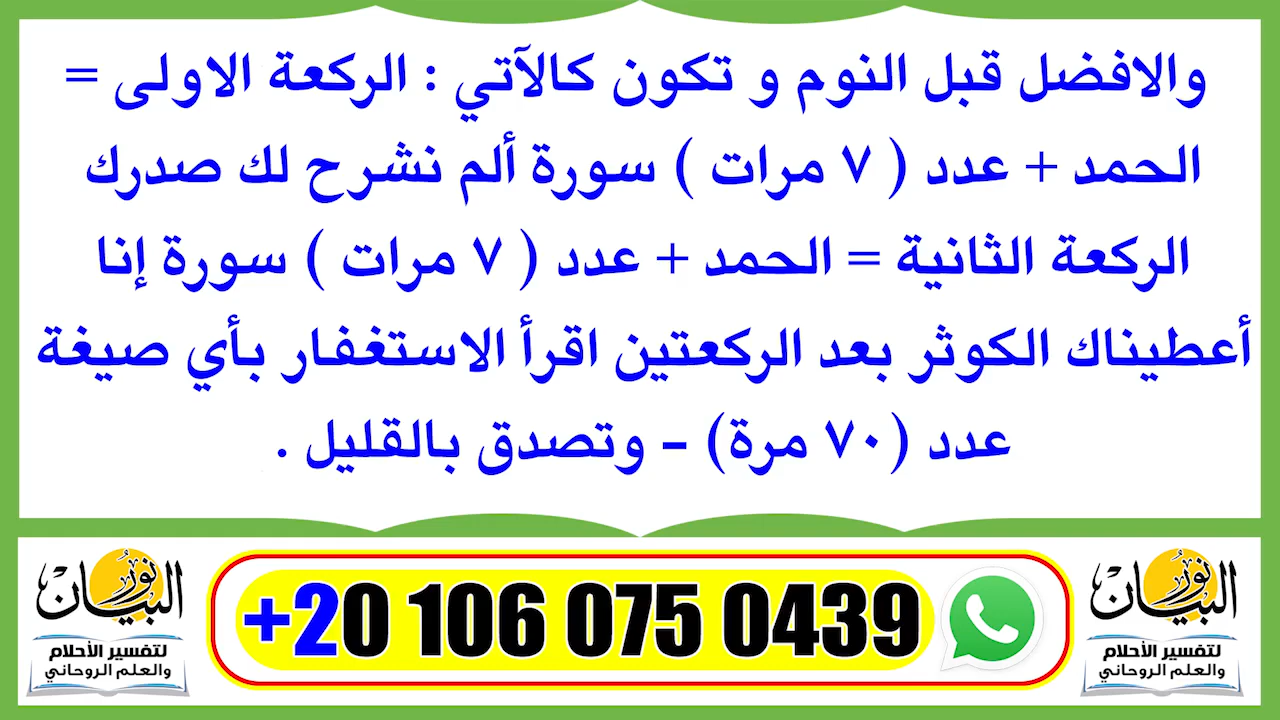 والافضل قبل النوم و تكون كالآتي : الركعة الاولى =
الحمد + عدد ( ٧ مرات ) سورة ألم نشرح لك صدرك
الركعة الثانية = الحمد + عدد ( ٧ مرات ) سورة إنا
أعطيناك الكوثر بعد الركعتين اقرأ الاستغفار بأي صيغة
عدد (٧٠ مرة) - وتصدق بالقليل .
نور
البيان
لتفسير الأحلام
والعلم الروحاني
+20 106 075 0439
نور
البيان
لتفسير الأحلام
والعلم الروحاني